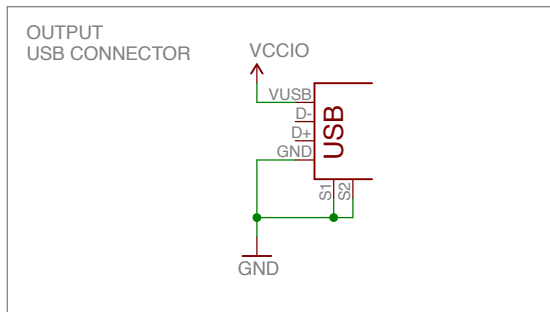 OUTPUT
USB CONNECTOR
VCCIO
VUSB
D-
D+
GND
USB
S1
S2
GND